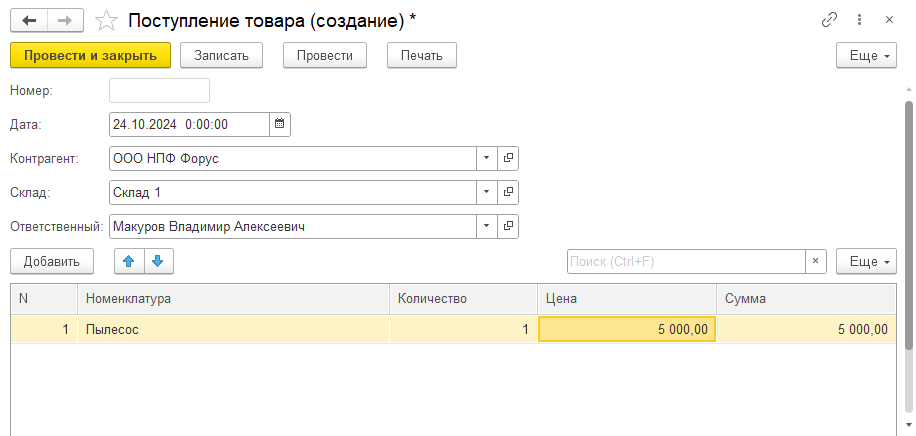 Поступление товара (создание) *
Провести и закрыть Записать Провести Печать Еще
Номер:
Дата: 24.10.2024 0:00:00
Контрагент: ООО НПФ Форус
Склад: Склад 1
Ответственный: Макуров Владимир Алексеевич
Добавить Поиск (Ctrl+F) × Еще
N Номенклатура Количество Цена Сумма
1 Пылесос 1 5 000,00 5 000,00